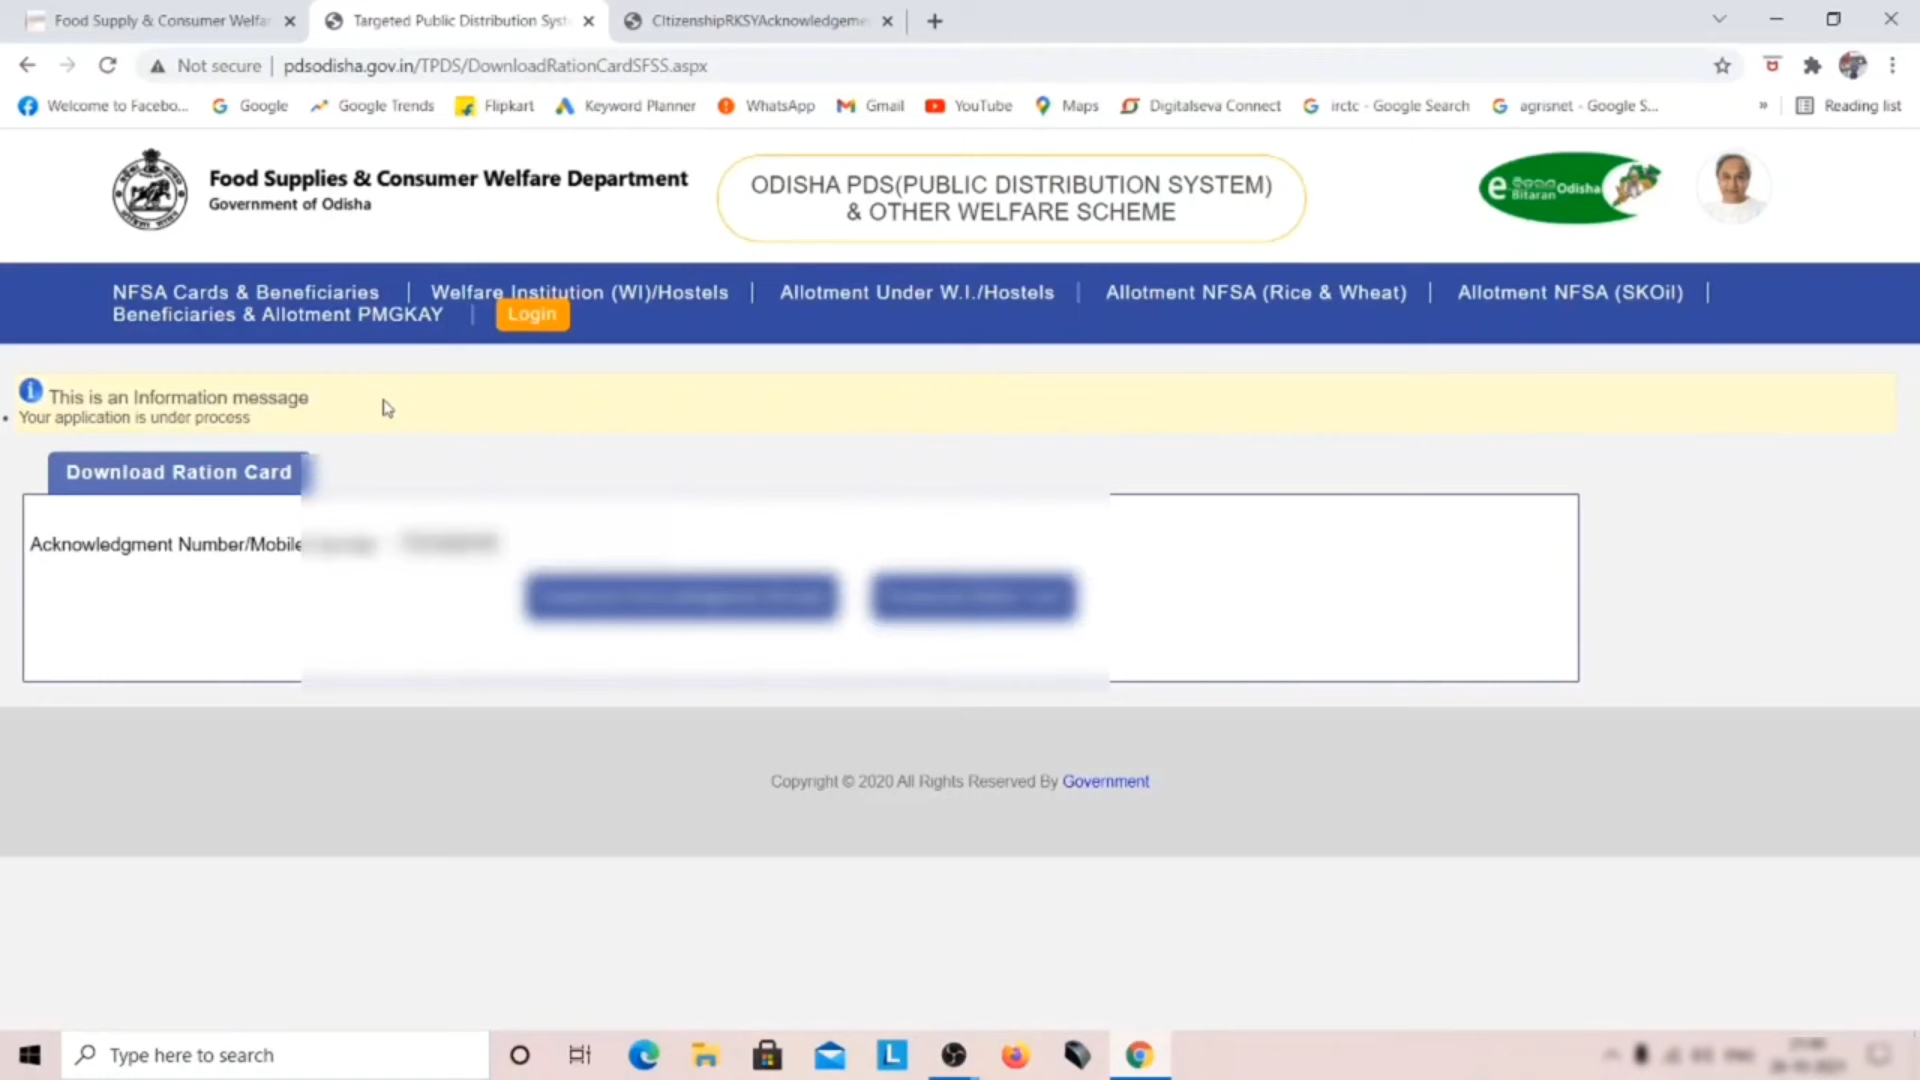 Food Supply & Consumer Welfar
Targeted Public Distribution Syst
CItizenshipRKSYAcknowledgeme
Not secure
pdsodisha.gov.in/TPDS/DownloadRationCardSFSS.aspx
Welcome to Facebo...
Google
Google Trends
Flipkart
Keyword Planner
WhatsApp
Gmail
YouTube
Maps
Digitalseva Connect
irctc - Google Search
agrisnet - Google S...
»
Reading list
Food Supplies & Consumer Welfare Department
Government of Odisha
ODISHA PDS(PUBLIC DISTRIBUTION SYSTEM)
& OTHER WELFARE SCHEME
e
Odisha
Bitaran
NFSA Cards & Beneficiaries | Welfare Institution (WI)/Hostels | Allotment Under W.I./Hostels | Allotment NFSA (Rice & Wheat) | Allotment NFSA (SKOil) |
Beneficiaries & Allotment PMGKAY | Login
This is an Information message
• Your application is under process
Download Ration Card
Acknowledgment Number/Mobile
Copyright © 2020 All Rights Reserved By Government
Type here to search
L